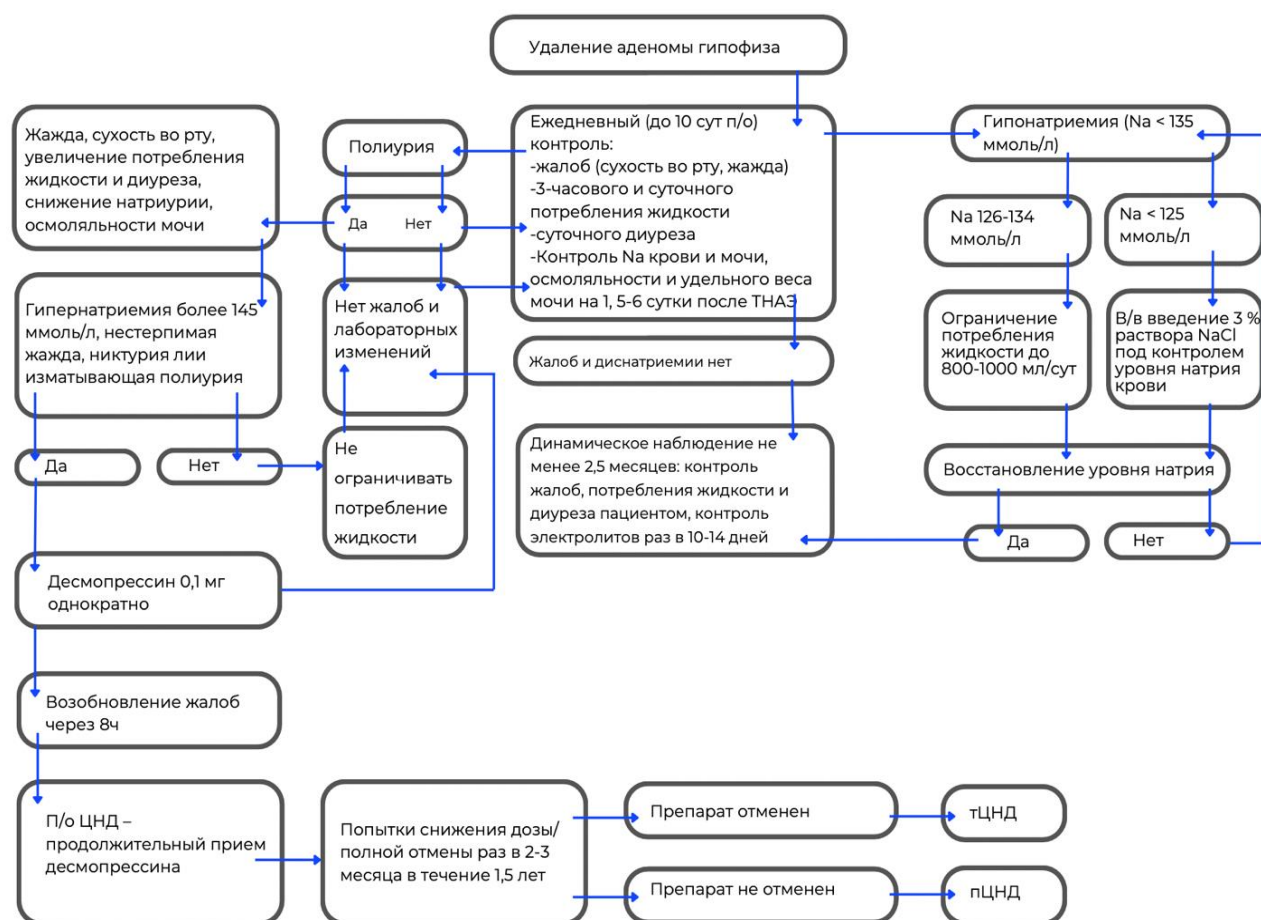 Удаление аденомы гипофиза
Жажда, сухость во рту,
увеличение потребления
жидкости и диуреза,
снижение натриурии,
осмоляльности мочи
Полиурия
Да
Нет
Ежедневный (до 10 сут п/о)
контроль:
-жалоб (сухость во рту, жажда)
-3-часового и суточного
потребления жидкости
-суточного диуреза
-Контроль Na крови и мочи,
осмоляльности и удельного веса
мочи на 1, 5-6 сутки после ТНАЭ
Гипонатриемия (Na < 135
ммоль/л)
Na 126-134
ммоль/л
Na < 125
ммоль/л
Гипернатриемия более 145
ммоль/л, нестерпимая
жажда, никтурия лии
изматывающая полиурия
Нет жалоб и
лабораторных
изменений
Жалоб и диснатриемии нет
Ограничение
потребления
жидкости до
800-1000 мл/сут
В/в введение 3 %
раствора NaCl
под контролем
уровня натрия
крови
Да
Нет
Не
ограничивать
потребление
жидкости
Динамическое наблюдение не
менее 2,5 месяцев: контроль
жалоб, потребления жидкости и
диуреза пациентом, контроль
электролитов раз в 10-14 дней
Восстановление уровня натрия
Да
Нет
Десмопрессин 0,1 мг
однократно
Возобновление жалоб
через 8ч
П/о ЦНД –
продолжительный прием
десмопрессина
Попытки снижения дозы/
полной отмены раз в 2-3
месяца в течение 1,5 лет
Препарат отменен
тЦНД
Препарат не отменен
пЦНД